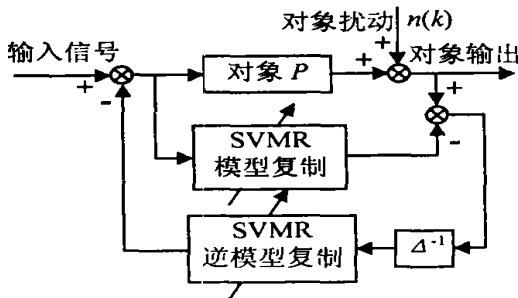 对象扰动 n(k)
输入信号
对象 P
对象输出
+
-
+
+
+
-
SVMR
模型复制
SVMR
逆模型复制
Δ⁻¹